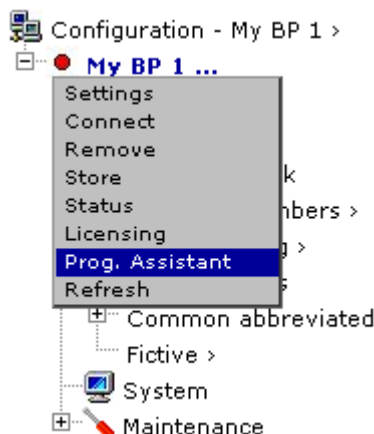 Configuration - My BP 1 >
My BP 1 ...
Settings
Connect
Remove
Store
Status
Licensing
Prog. Assistant
Refresh
Common abbreviated
Fictive >
System
Maintenance